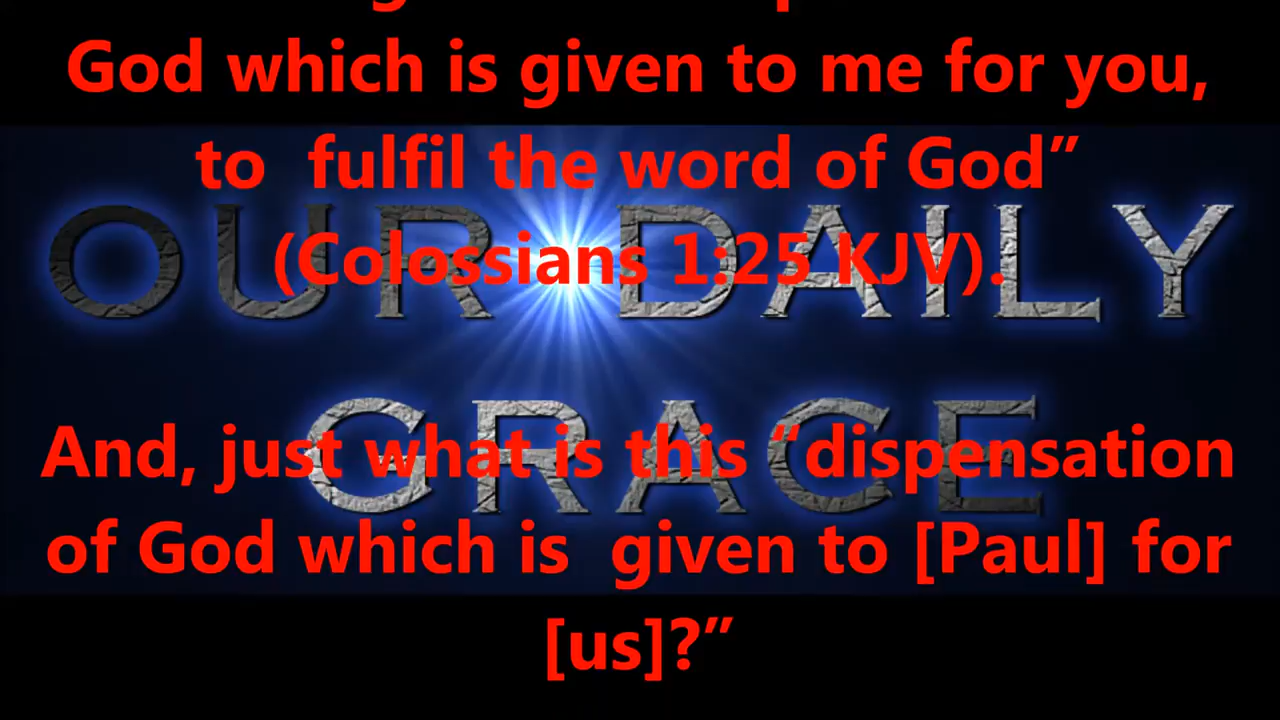 God which is given to me for you,
to fulfil the word of God”
(Colossians 1:25 KJV).
OUR DAILY
GRACE
And, just what is this “dispensation
of God which is given to [Paul] for
[us]?”